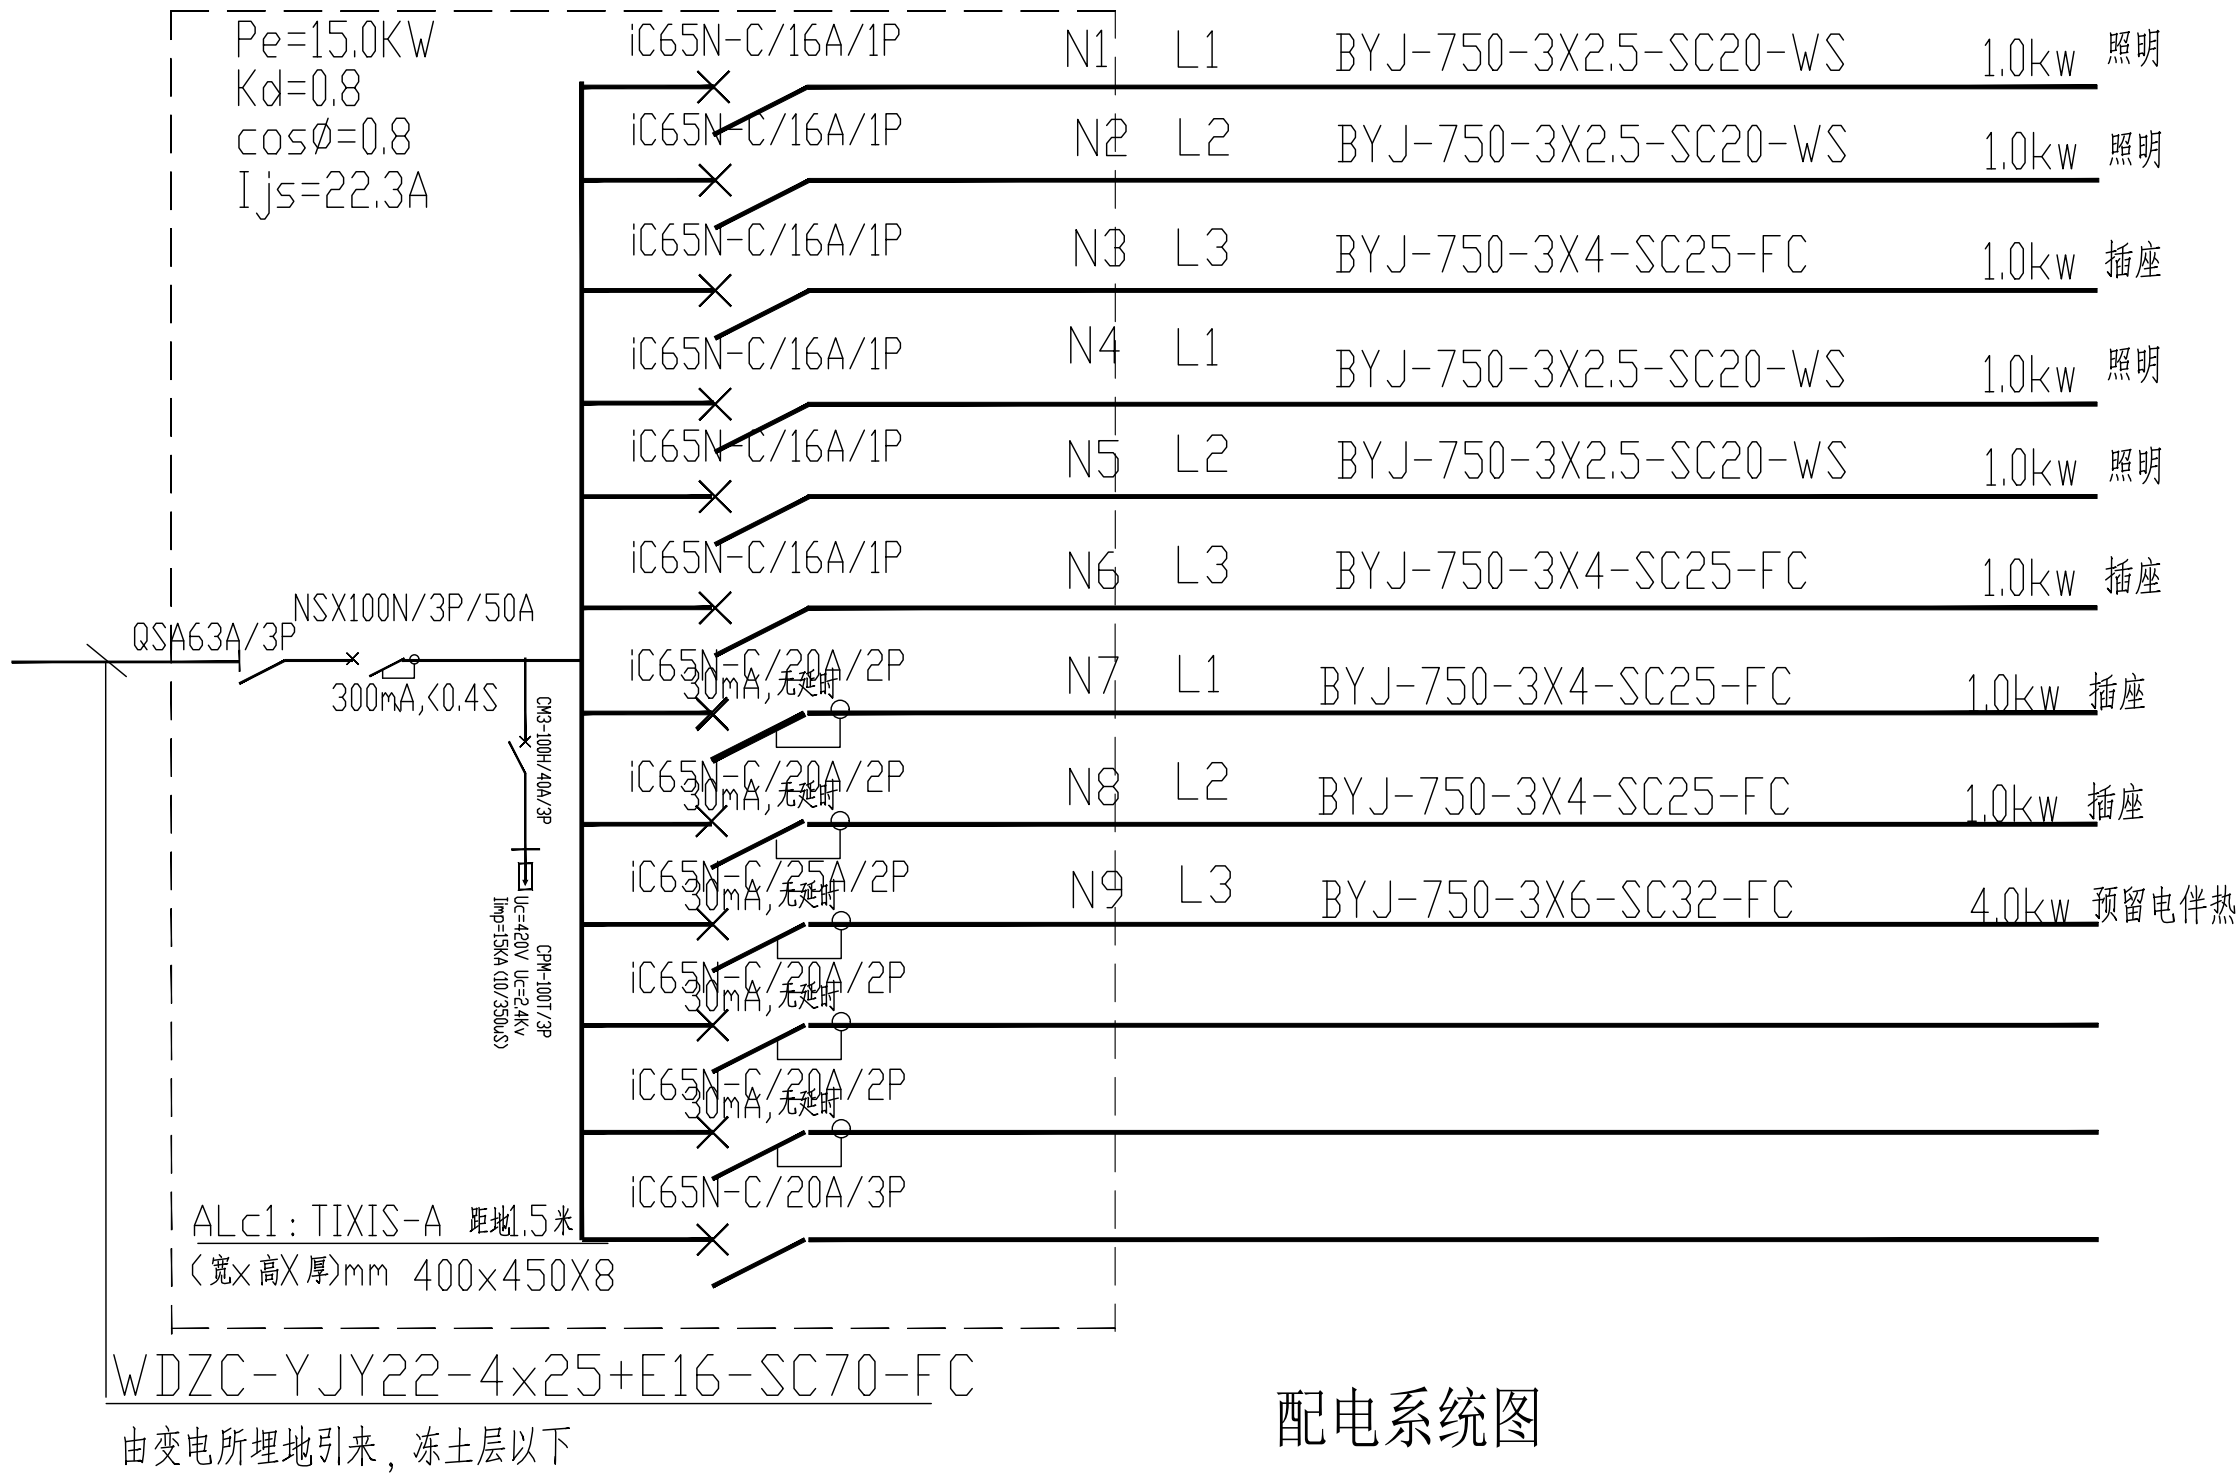 Pe=15.0KW
Kd=0.8
cosø=0.8
Ijs=22.3A
iC65N-C/16A/1P N1 L1 BYJ-750-3X2.5-SC20-WS 1.0kw 照明
iC65N-C/16A/1P N2 L2 BYJ-750-3X2.5-SC20-WS 1.0kw 照明
iC65N-C/16A/1P N3 L3 BYJ-750-3X4-SC25-FC 1.0kw 插座
iC65N-C/16A/1P N4 L1 BYJ-750-3X2.5-SC20-WS 1.0kw 照明
iC65N-C/16A/1P N5 L2 BYJ-750-3X2.5-SC20-WS 1.0kw 照明
iC65N-C/16A/1P N6 L3 BYJ-750-3X4-SC25-FC 1.0kw 插座
NSX100N/3P/50A
QSA63A/3P
300mA,<0.4S
iC65N-C/20A/2P N7 L1 BYJ-750-3X4-SC25-FC 1.0kw 插座
30mA,无延时
CM3-100H/40A/3P
iC65N-C/20A/2P N8 L2 BYJ-750-3X4-SC25-FC 1.0kw 插座
30mA,无延时
iC65N-C/25A/2P N9 L3 BYJ-750-3X6-SC32-FC 4.0kw 预留电伴热
30mA,无延时
CPM-100T/3P
Uc=420V Uc=2.4Kv
Iimp=15KA(10/350uS)
iC65N-C/20A/2P
30mA,无延时
iC65N-C/20A/2P
30mA,无延时
iC65N-C/20A/3P
ALc1: TIXIS-A 距地1.5米
(宽x高X厚)mm 400x450X8
WDZC-YJY22-4x25+E16-SC70-FC
由变电所埋地引来, 冻土层以下
配电系统图